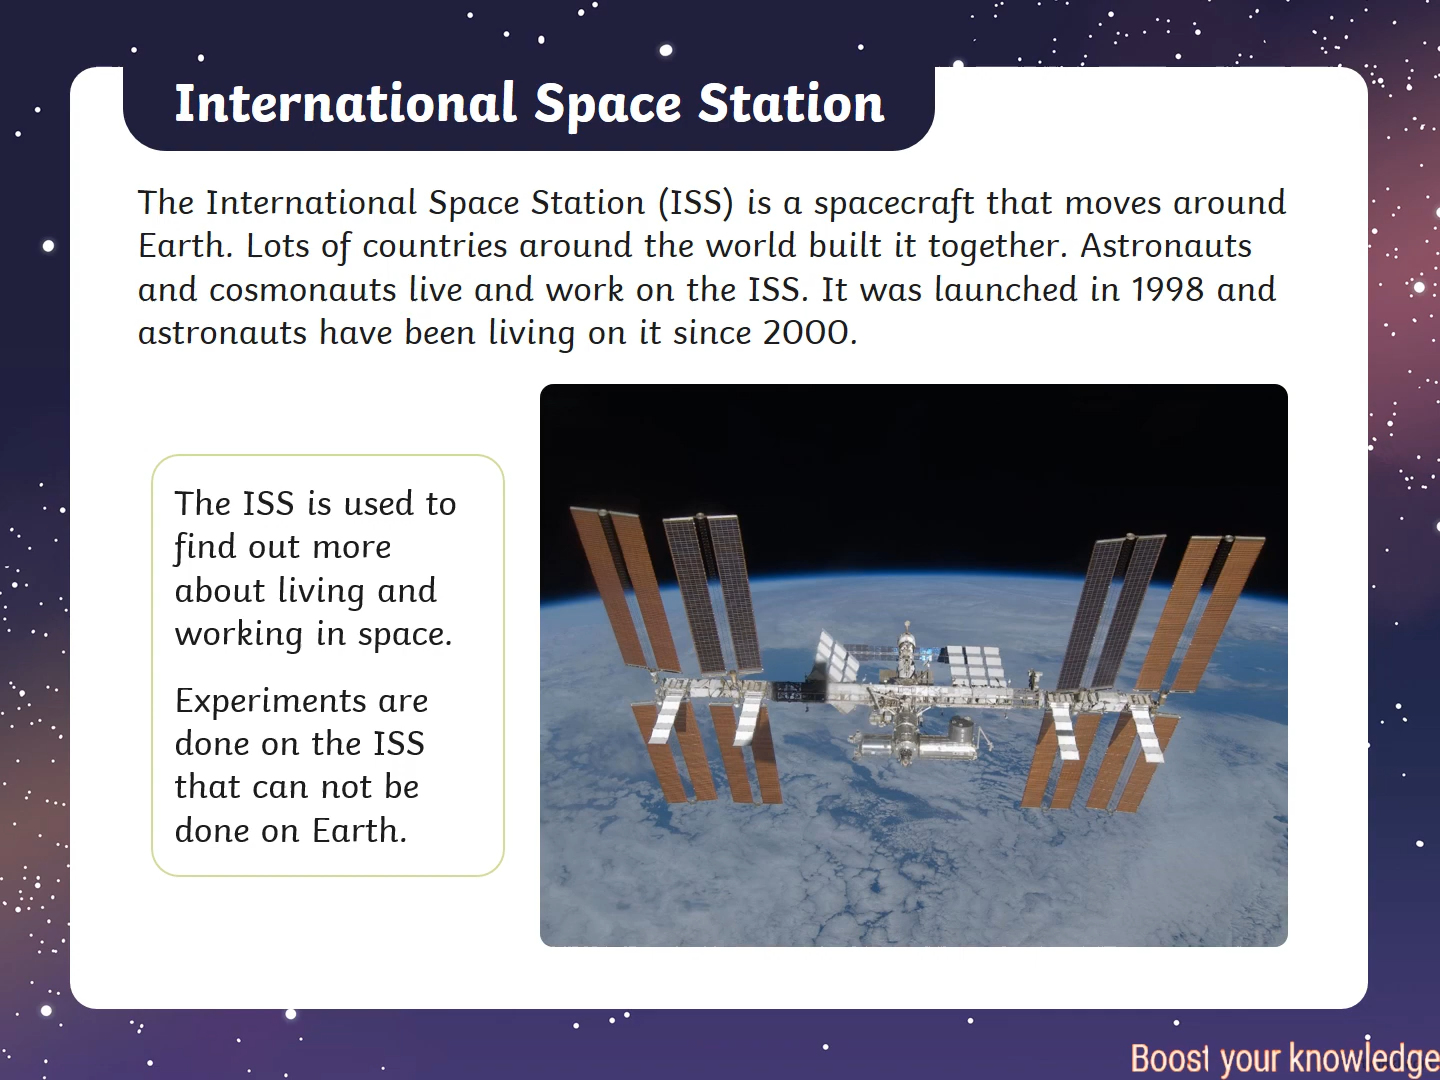 International Space Station
The International Space Station (ISS) is a spacecraft that moves around
Earth. Lots of countries around the world built it together. Astronauts
and cosmonauts live and work on the ISS. It was launched in 1998 and
astronauts have been living on it since 2000.
The ISS is used to
find out more
about living and
working in space.
Experiments are
done on the ISS
that can not be
done on Earth.
Boost your knowledge